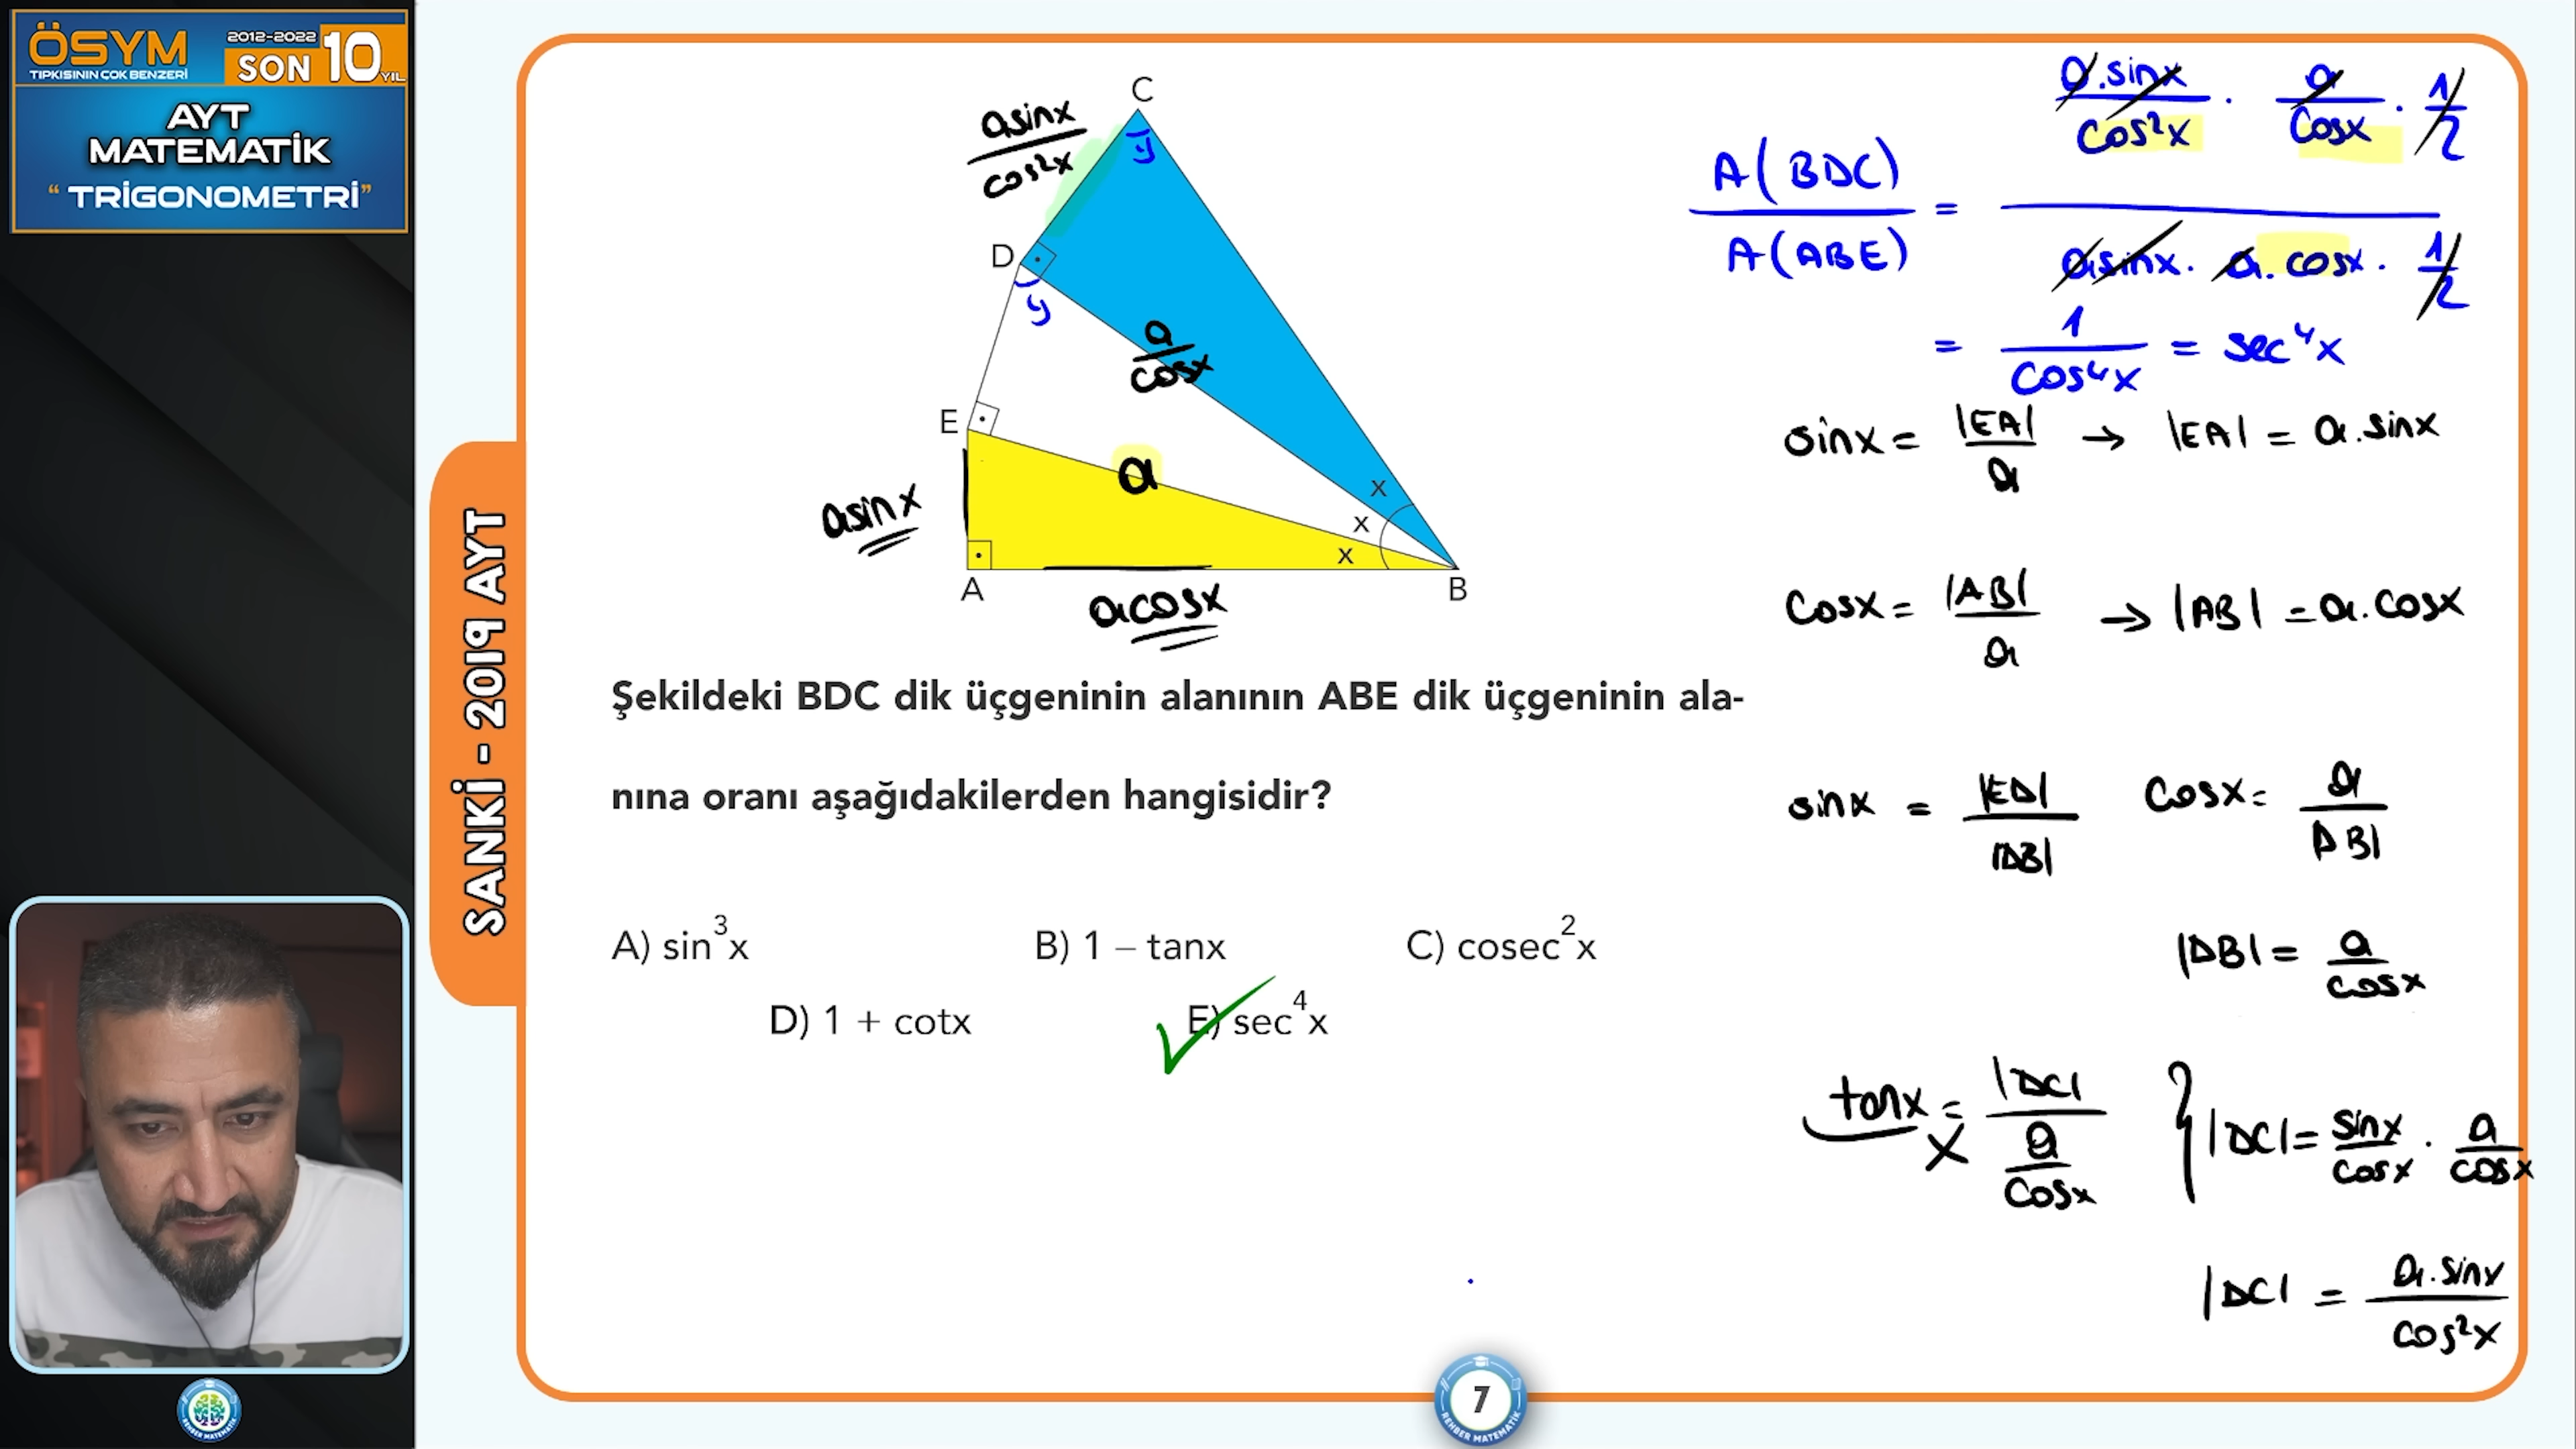 ÖSYM
TIPKISININ ÇOK BENZERİ
2012-2022
SON 10 YIL
AYT
MATEMATİK
“ TRİGONOMETRİ”
SANKİ - 2019 AYT
C
y
asinx / cos²x
D
y
a / cosx
E
a
asinx
x
x
x
A
B
acosx
Şekildeki BDC dik üçgeninin alanının ABE dik üçgeninin ala-
nına oranı aşağıdakilerden hangisidir?
A) sin³x
B) 1 – tanx
C) cosec²x
D) 1 + cotx
E) sec⁴x
A(BDC) / A(ABE) = (a.sinx / cos²x . a / cosx . 1/2) / (asinx . a.cosx . 1/2)
= 1 / cos⁴x = sec⁴x
sinx = |EA| / a → |EA| = a.sinx
cosx = |AB| / a → |AB| = a.cosx
sinx = |ED| / |DB| cosx = a / |DB|
|DB| = a / cosx
tanx = |DC| / (a / cosx) } |DC| = sinx / cosx . a / cosx
|DC| = a.sinx / cos²x
7
REHBER MATEMATİK
REHBER MATEMATİK